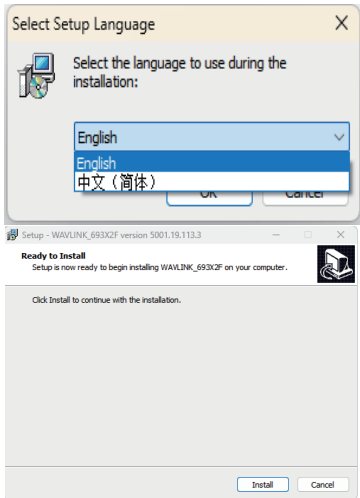 Select Setup Language
Select the language to use during the
installation:
English
English
中文（简体）
OK
Cancel
Setup - WAVLINK_693X2F version 5001.19.113.3
Ready to Install
Setup is now ready to begin installing WAVLINK_693X2F on your computer.
Click Install to continue with the installation.
Install
Cancel